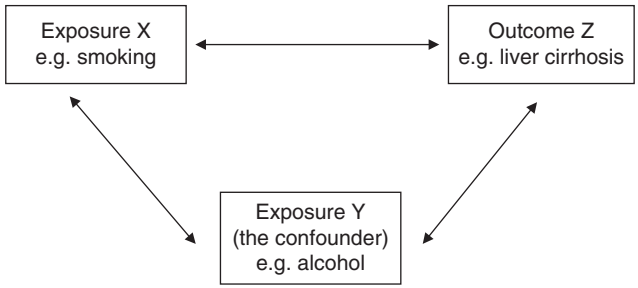 Exposure X
e.g. smoking
Outcome Z
e.g. liver cirrhosis
Exposure Y
(the confounder)
e.g. alcohol